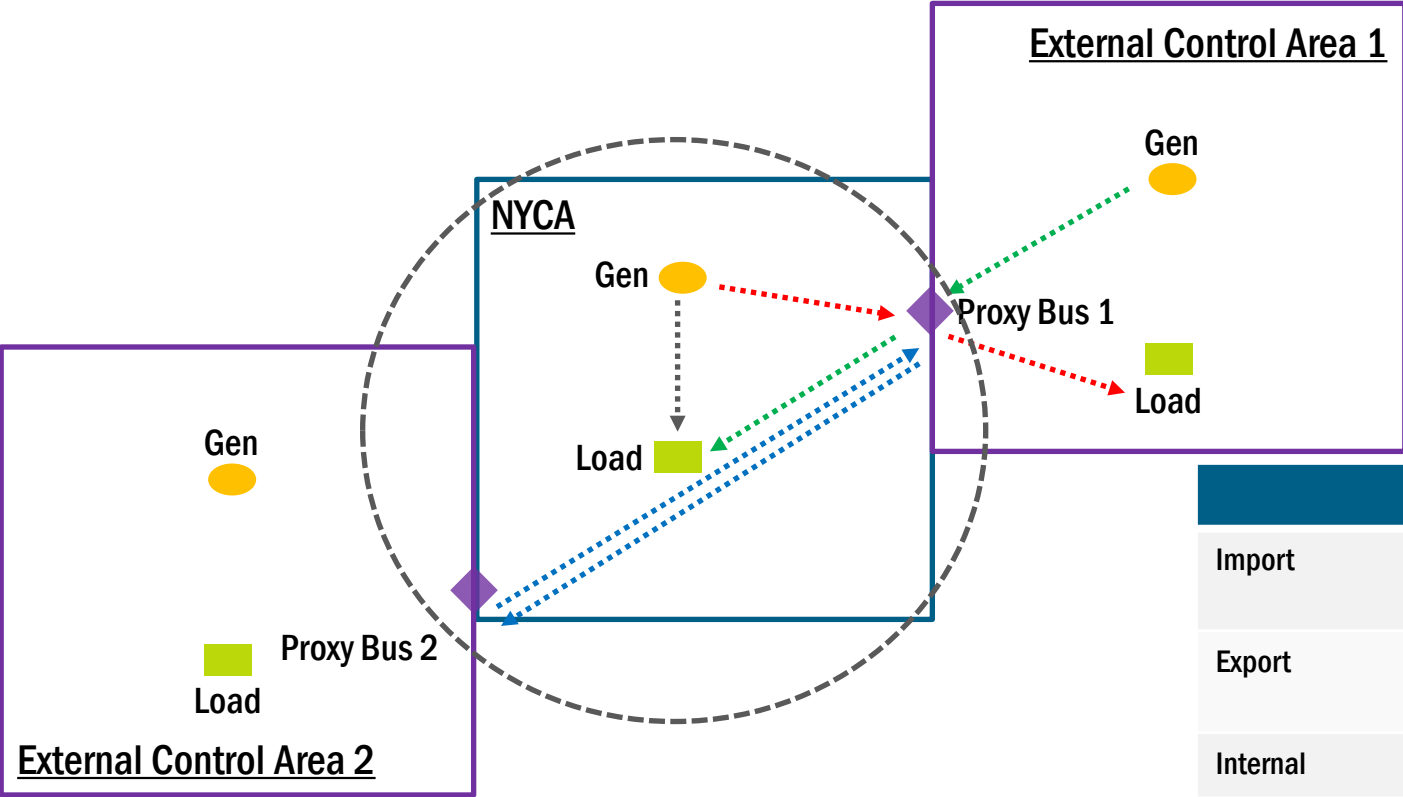 External Control Area 1
Gen
NYCA
Gen
Proxy Bus 1
Load
Load
Gen
Proxy Bus 2
Load
External Control Area 2
Import
Export
Internal